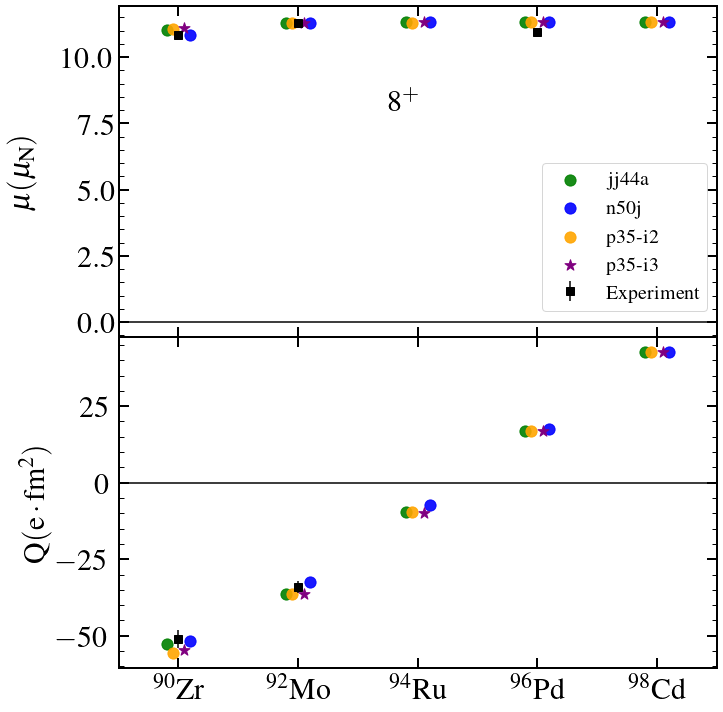 10.0
7.5
5.0
2.5
0.0
μ(μ_N)
8⁺
jj44a
n50j
p35-i2
p35-i3
Experiment
25
0
−25
−50
Q(e·fm²)
⁹⁰Zr ⁹²Mo ⁹⁴Ru ⁹⁶Pd ⁹⁸Cd